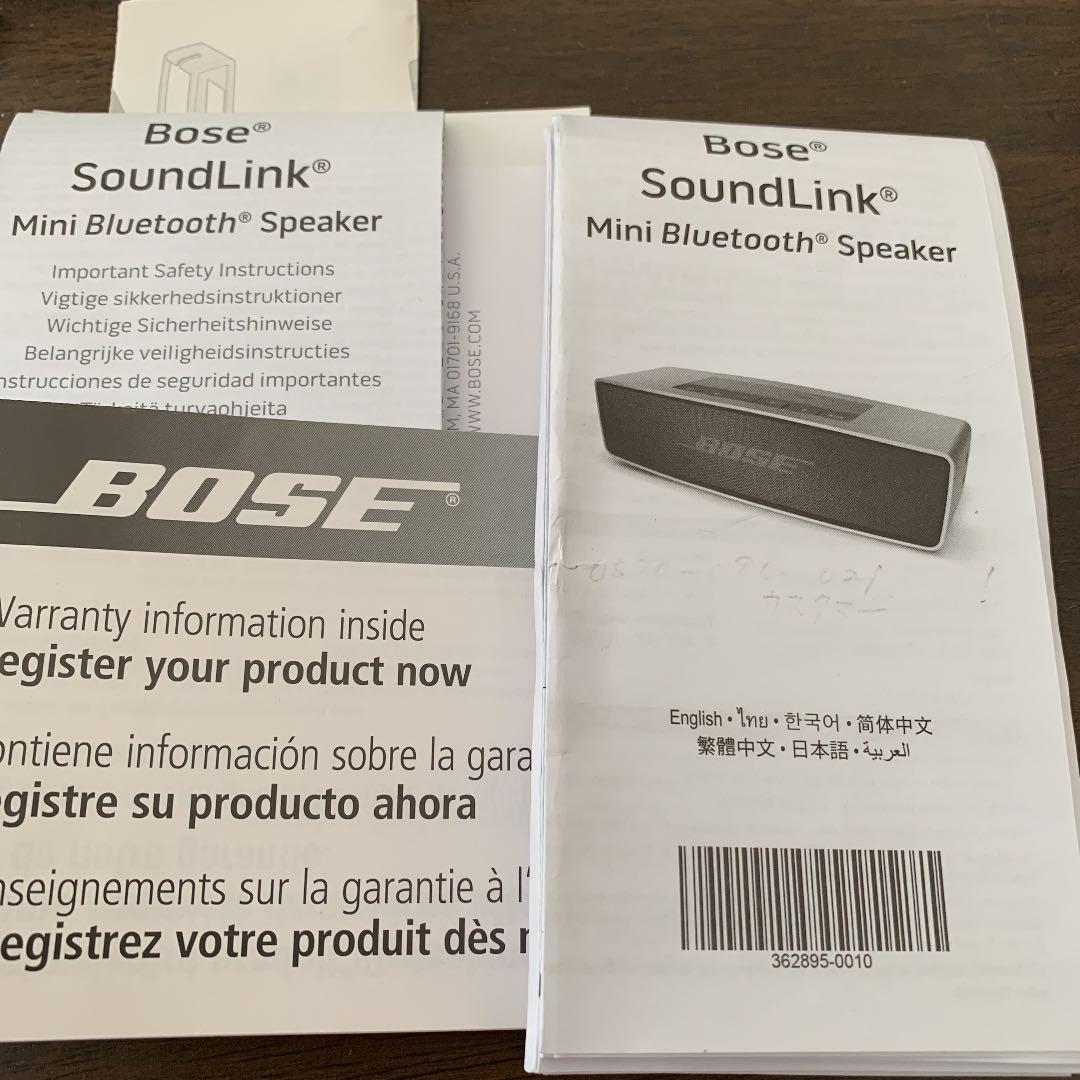 Bose®
SoundLink®
Mini Bluetooth® Speaker
Important Safety Instructions
Vigtige sikkerhedsinstruktioner
Wichtige Sicherheitshinweise
Belangrijke veiligheidsinstructies
nstrucciones de seguridad importantes
turvaohjeita
M, MA 01701-9168 U.S.A.
WWW.BOSE.COM
BOSE®
Warranty information inside
egister your product now
ontiene información sobre la gara
gistre su producto ahora
nseignements sur la garantie à l'
egistrez votre produit dès
Bose®
SoundLink®
Mini Bluetooth® Speaker
BOSE
English • ไทย • 한국어 • 简体中文
繁體中文 • 日本語 • العربية
362895-0010